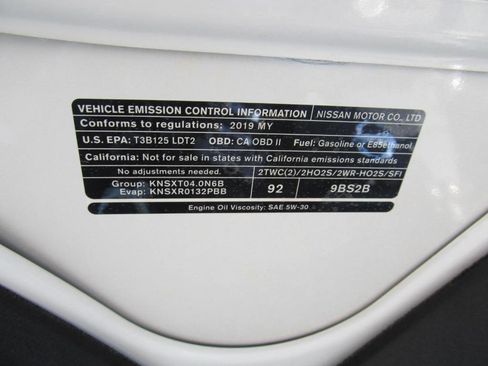 VEHICLE EMISSION CONTROL INFORMATION NISSAN MOTOR CO., LTD
Conforms to regulations: 2019 MY
U.S. EPA: T3B125 LDT2 OBD: CA OBD II Fuel: Gasoline or E85ethanol
California: Not for sale in states with California emissions standards
No adjustments needed. 2TWC(2)/2HO2S/2WR-HO2S/SFI
Group: KNSXT04.0N6B
Evap: KNSXR0132PBB 92 9BS2B
Engine Oil Viscosity: SAE 5W-30